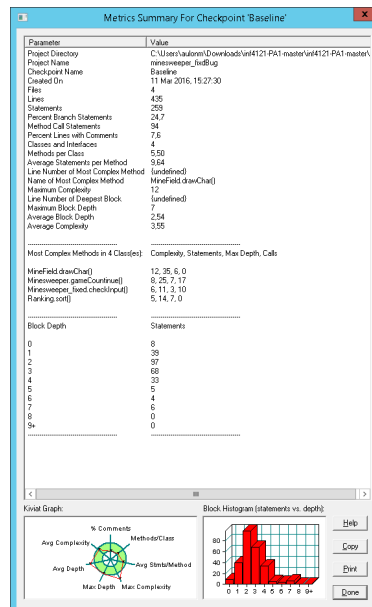 Metrics Summary For Checkpoint 'Baseline'
x
Parameter Value
Project Directory C:\Users\aulonm\Downloads\inf4121-PA1-master\inf4121-PA1-master\
Project Name minesweeper_fixdBug
Checkpoint Name Baseline
Created On 11 Mar 2016, 15:27:30
Files 4
Lines 435
Statements 259
Percent Branch Statements 24,7
Method Call Statements 94
Percent Lines with Comments 7,6
Classes and Interfaces 4
Methods per Class 5,50
Average Statements per Method 9,64
Line Number of Most Complex Method {undefined}
Name of Most Complex Method MineField.drawChar()
Maximum Complexity 12
Line Number of Deepest Block {undefined}
Maximum Block Depth 7
Average Block Depth 2,54
Average Complexity 3,55
Most Complex Methods in 4 Class(es): Complexity, Statements, Max Depth, Calls
MineField.drawChar() 12, 35, 6, 0
Minesweeper.gameCountinue() 8, 25, 7, 17
Minesweeper_fixed.checkInput() 6, 11, 3, 10
Ranking.sort() 5, 14, 7, 0
Block Depth Statements
0 8
1 39
2 97
3 68
4 33
5 5
6 4
7 6
8 0
9+ 0
Kiviat Graph:
% Comments
Methods/Class
Avg Stmts/Method
Max Complexity
Max Depth
Avg Depth
Avg Complexity
Block Histogram (statements vs. depth):
80
60
40
20
0
0 1 2 3 4 5 6 7 8 9+
Help
Copy
Print
Done